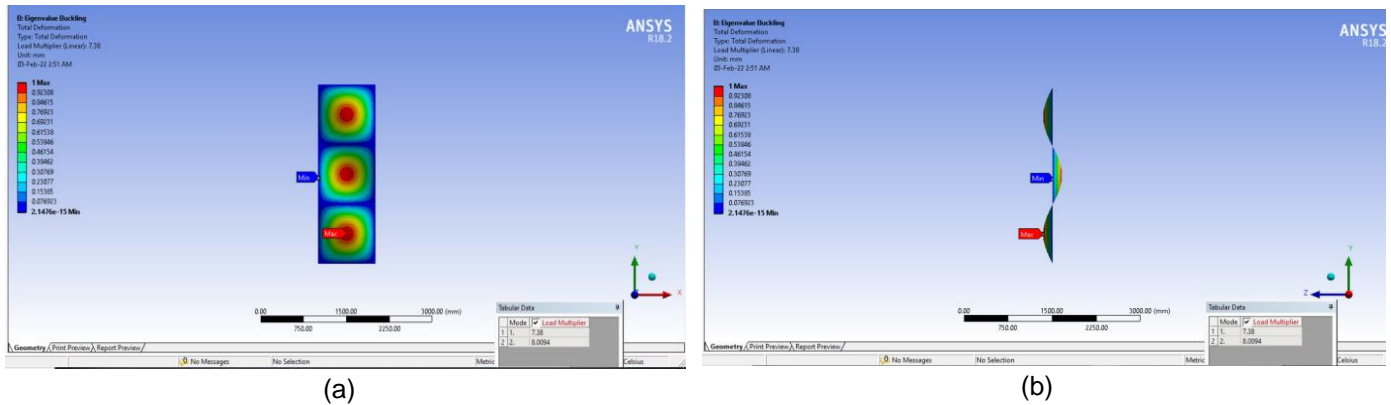 B: Eigenvalue Buckling
Total Deformation
Type: Total Deformation
Load Multiplier (Linear): 7.38
Unit: mm
05-Feb-22 2:51 AM
1 Max
0.92308
0.84615
0.76923
0.69231
0.61538
0.53846
0.46154
0.38462
0.30769
0.23077
0.15385
0.076923
2.1476e-15 Min
ANSYS
R18.2
Min
Max
Y
X
0.00 1500.00 3000.00 (mm)
750.00 2250.00
Tabular Data
Mode Load Multiplier
1 1. 7.38
2 2. 8.0094
Geometry Print Preview Report Preview
No Messages No Selection Metric Celsius
(a)
B: Eigenvalue Buckling
Total Deformation
Type: Total Deformation
Load Multiplier (Linear): 7.38
Unit: mm
05-Feb-22 2:51 AM
1 Max
0.92308
0.84615
0.76923
0.69231
0.61538
0.53846
0.46154
0.38462
0.30769
0.23077
0.15385
0.076923
2.1476e-15 Min
ANSYS
R18.2
Min
Max
Y
Z
0.00 1500.00 3000.00 (mm)
750.00 2250.00
Tabular Data
Mode Load Multiplier
1 1. 7.38
2 2. 8.0094
Geometry Print Preview Report Preview
No Messages No Selection Metric Celsius
(b)